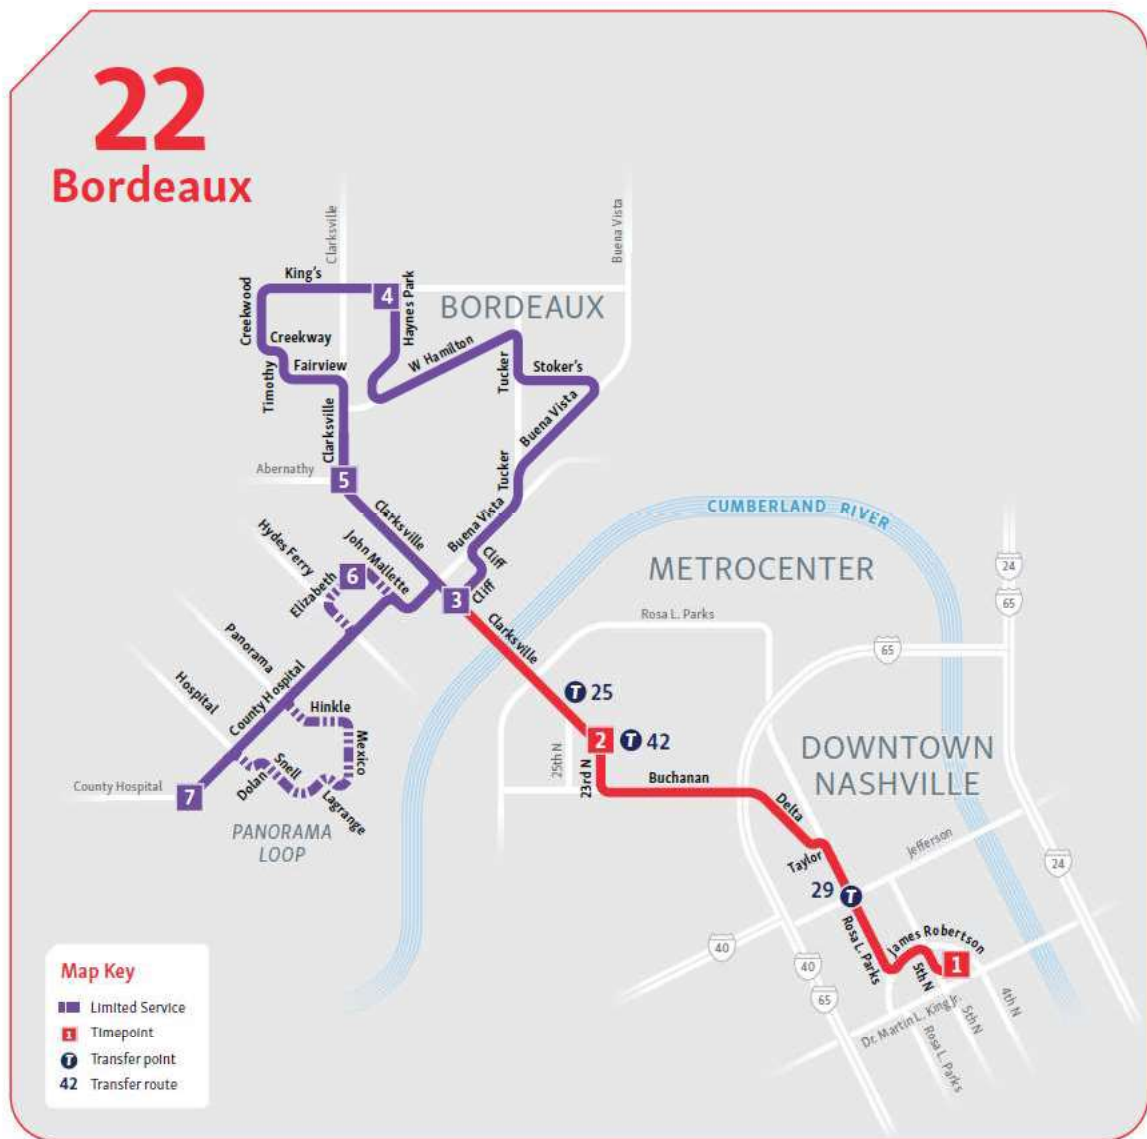 22
Bordeaux
Clarksville
Buena Vista
King's
Creekwood
4
Haynes Park
BORDEAUX
Creekway
W Hamilton
Timothy
Fairview
Tucker
Stoker's
Clarksville
Buena Vista
Abernathy
5
Tucker
Clarksville
Buena Vista
CUMBERLAND RIVER
Hydes Ferry
John Mallette
Cliff
METROCENTER
24
65
Elizabeth
6
3
Cliff
Clarksville
Rosa L. Parks
65
Panorama
Hospital
County Hospital
T 25
Hinkle
2
T 42
25th N
23rd N
Buchanan
DOWNTOWN
NASHVILLE
Mexico
Snell
Dolan
County Hospital
7
Lagrange
PANORAMA
LOOP
Delta
Taylor
Jefferson
24
29 T
Rosa L. Parks
James Robertson
40
40
65
5th N
1
Dr. Martin L. King Jr.
4th N
5th N
Rosa L. Parks
Map Key
Limited Service
1 Timepoint
T Transfer point
42 Transfer route